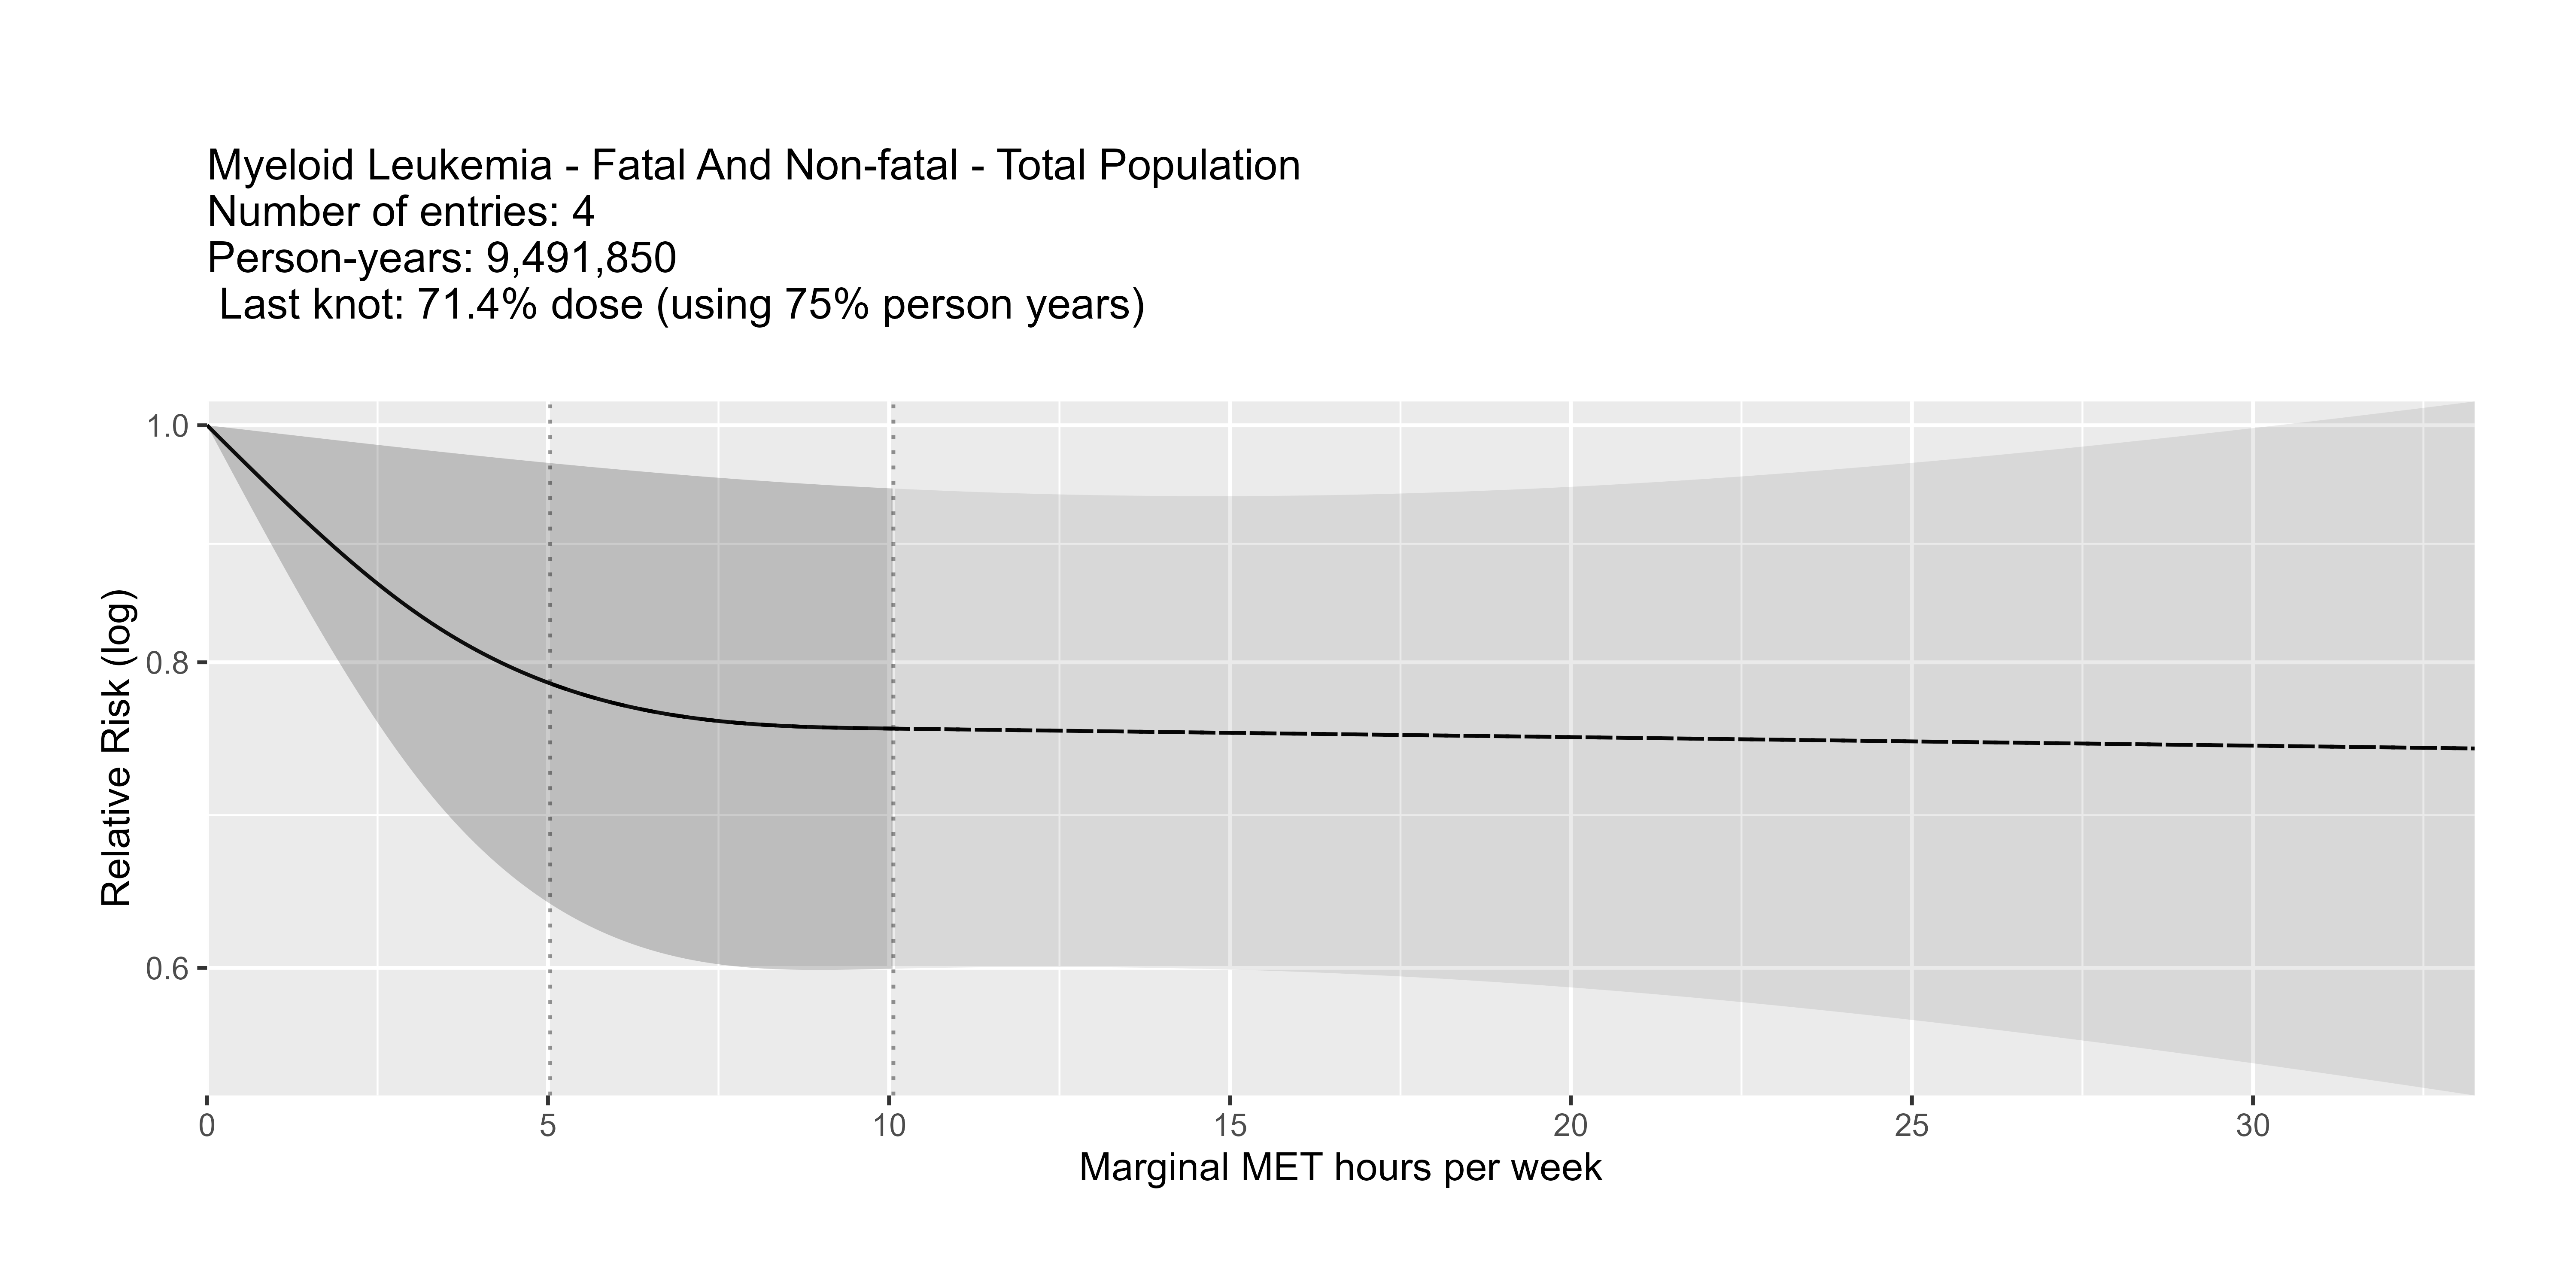 Myeloid Leukemia - Fatal And Non-fatal - Total Population
Number of entries: 4
Person-years: 9,491,850
Last knot: 71.4% dose (using 75% person years)
Relative Risk (log)
1.0
0.8
0.6
0 5 10 15 20 25 30
Marginal MET hours per week